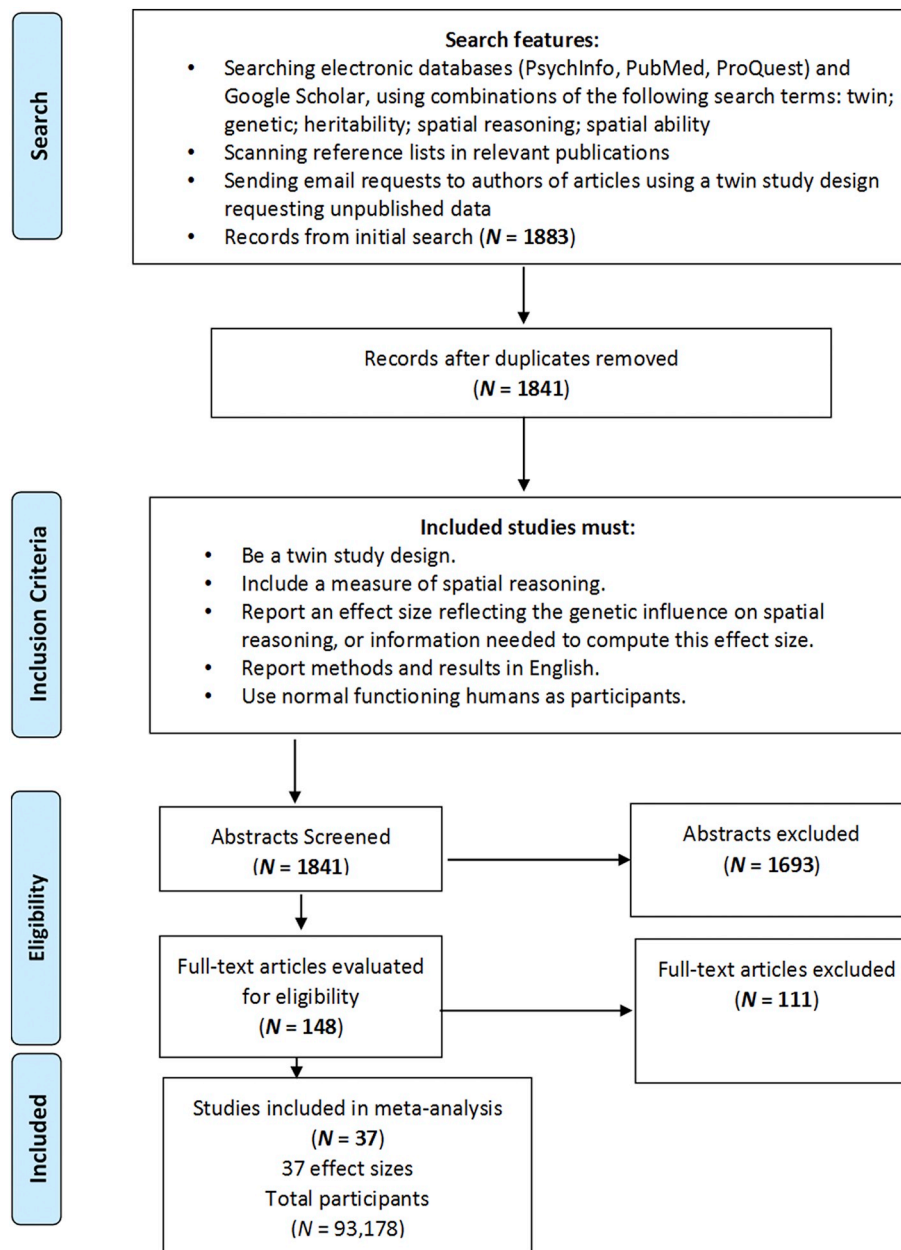 Search
Search features:
• Searching electronic databases (PsychInfo, PubMed, ProQuest) and
Google Scholar, using combinations of the following search terms: twin;
genetic; heritability; spatial reasoning; spatial ability
• Scanning reference lists in relevant publications
• Sending email requests to authors of articles using a twin study design
requesting unpublished data
• Records from initial search (N = 1883)
Records after duplicates removed
(N = 1841)
Inclusion Criteria
Included studies must:
• Be a twin study design.
• Include a measure of spatial reasoning.
• Report an effect size reflecting the genetic influence on spatial
reasoning, or information needed to compute this effect size.
• Report methods and results in English.
• Use normal functioning humans as participants.
Eligibility
Abstracts Screened
(N = 1841)
Abstracts excluded
N = 1693)
Full-text articles evaluated
for eligibility
(N = 148)
Full-text articles excluded
(N = 111)
Included
Studies included in meta-analysis
(N = 37)
37 effect sizes
Total participants
(N = 93,178)